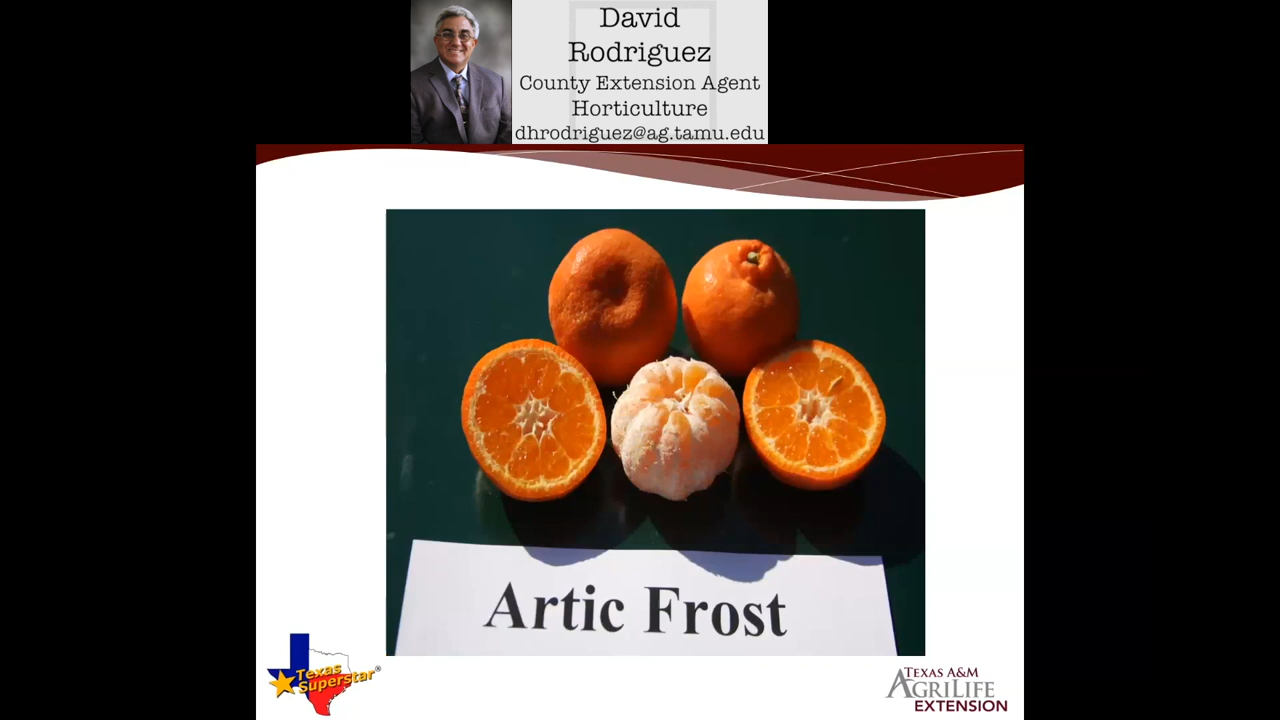 David
Rodriguez
County Extension Agent
Horticulture
dhrodriguez@ag.tamu.edu
Artic Frost
Texas
Superstar®
TEXAS A&M
AGRILIFE
EXTENSION